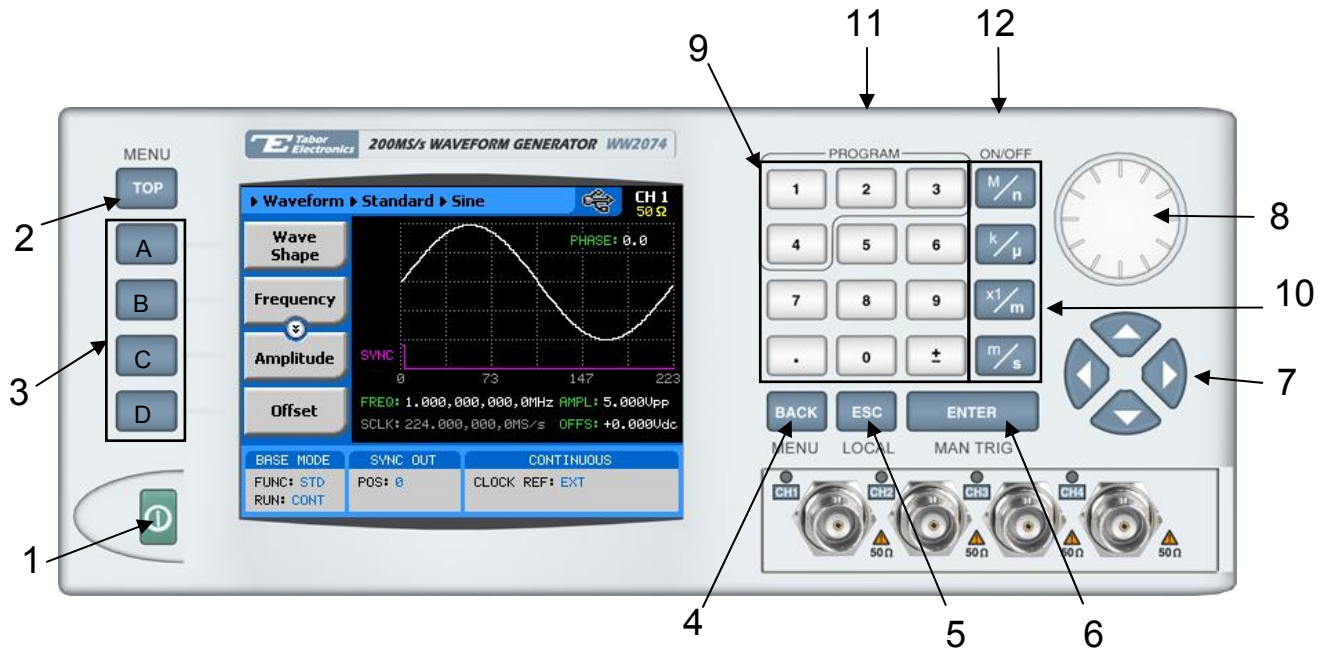 11
12
9
Tabor Electronics 200MS/s WAVEFORM GENERATOR WW2074
MENU
TOP
2
A
B
C
D
3
1
Waveform Standard Sine
CH 1
50 Ω
Wave Shape
Frequency
Amplitude
Offset
PHASE: 0.0
SYNC
0 73 147 223
FREQ: 1.000,000,000,0MHz AMPL: 5.000Vpp
SCLK: 224.000,000,0MS/s OFFS: +0.000Vdc
BASE MODE SYNC OUT CONTINUOUS
FUNC: STD POS: 0 CLOCK REF: EXT
RUN: CONT
PROGRAM ON/OFF
1 2 3 M/n
4 5 6 k/µ
7 8 9 x1/m
. 0 ± m/s
8
10
7
BACK ESC ENTER
MENU LOCAL MAN TRIG
CH1 CH2 CH3 CH4
50Ω 50Ω 50Ω 50Ω
4
5
6